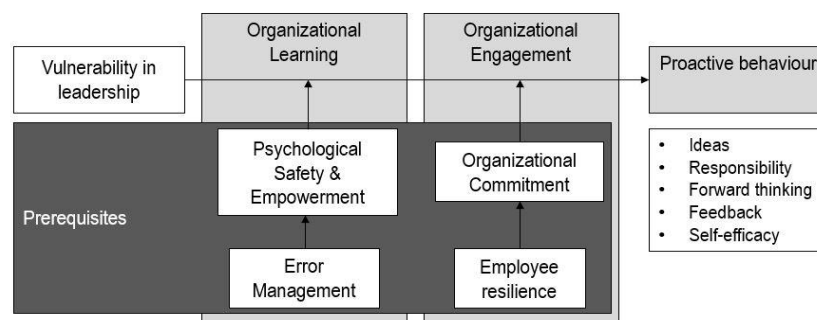 Organizational
Learning
Organizational
Engagement
Vulnerability in
leadership
Proactive behaviour
Psychological
Safety &
Empowerment
Organizational
Commitment
Prerequisites
Error
Management
Employee
resilience
• Ideas
• Responsibility
• Forward thinking
• Feedback
• Self-efficacy